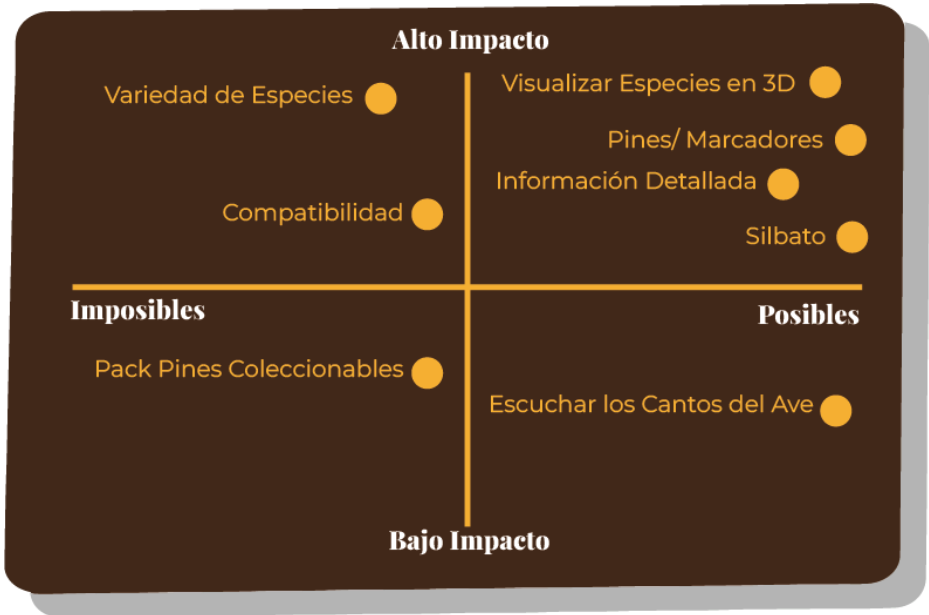 Alto Impacto
Variedad de Especies
Visualizar Especies en 3D
Pines/ Marcadores
Información Detallada
Compatibilidad
Silbato
Imposibles
Posibles
Pack Pines Coleccionables
Escuchar los Cantos del Ave
Bajo Impacto